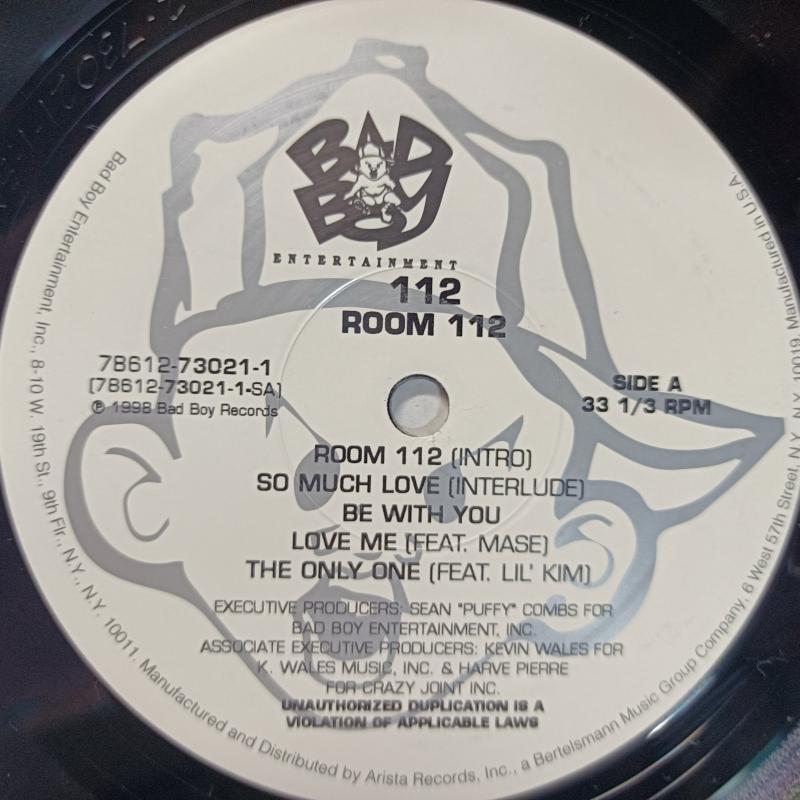 BAD BOY
ENTERTAINMENT
112
ROOM 112
78612-73021-1
(78612-73021-1-SA)
℗ 1998 Bad Boy Records
SIDE A
33 1/3 RPM
ROOM 112 (INTRO)
SO MUCH LOVE (INTERLUDE)
BE WITH YOU
LOVE ME (FEAT. MASE)
THE ONLY ONE (FEAT. LIL' KIM)
EXECUTIVE PRODUCERS: SEAN "PUFFY" COMBS FOR
BAD BOY ENTERTAINMENT, INC.
ASSOCIATE EXECUTIVE PRODUCERS: KEVIN WALES FOR
K. WALES MUSIC, INC. & HARVE PIERRE
FOR CRAZY JOINT INC.
UNAUTHORIZED DUPLICATION IS A
VIOLATION OF APPLICABLE LAWS
Bad Boy Entertainment, Inc., 8-10 W. 19th St., 9th Flr., N.Y., N.Y. 10011. Manufactured and Distributed by Arista Records, Inc., a Bertelsmann Music Group Company, 6 West 57th Street, N.Y., N.Y. 10019. Manufactured in U.S.A.